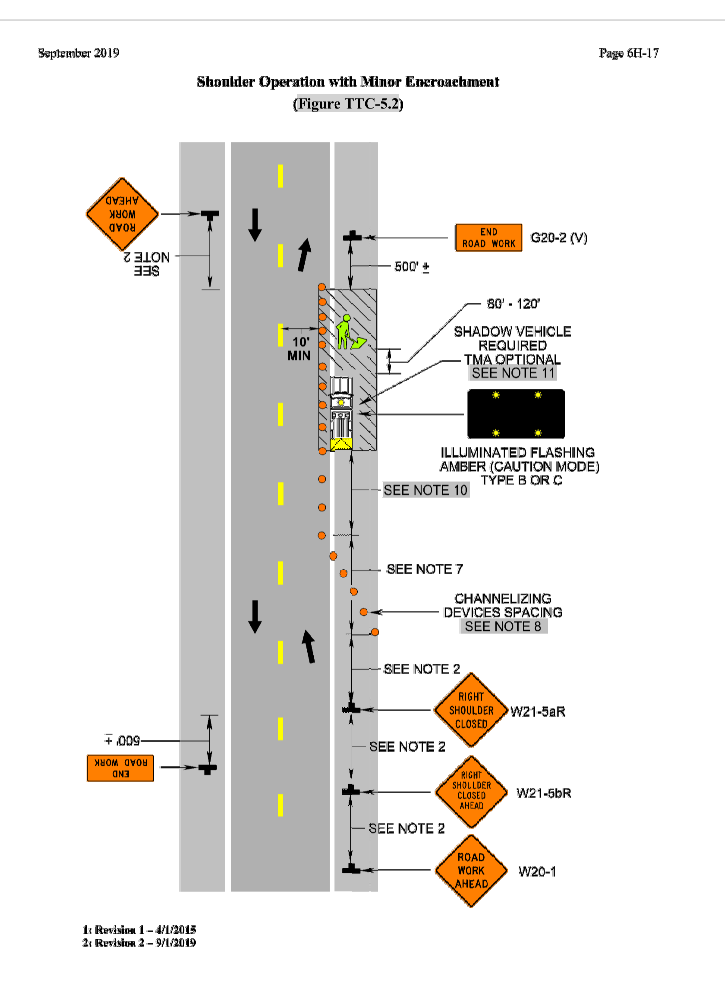 September 2019
Page 6H-17
Shoulder Operation with Minor Encroachment
(Figure TTC-5.2)
ROAD
WORK
AHEAD
SEE
NOTE 2
END
ROAD WORK
G20-2 (V)
500' ±
80' - 120'
10'
MIN
SHADOW VEHICLE
REQUIRED
TMA OPTIONAL
SEE NOTE 11
ILLUMINATED FLASHING
AMBER (CAUTION MODE)
TYPE B OR C
SEE NOTE 10
SEE NOTE 7
CHANNELIZING
DEVICES SPACING
SEE NOTE 8
SEE NOTE 2
RIGHT
SHOULDER
CLOSED
W21-5aR
500' ±
END
ROAD WORK
SEE NOTE 2
RIGHT
SHOULDER
CLOSED
AHEAD
W21-5bR
SEE NOTE 2
ROAD
WORK
AHEAD
W20-1
1: Revision 1 – 4/1/2015
2: Revision 2 – 9/1/2019